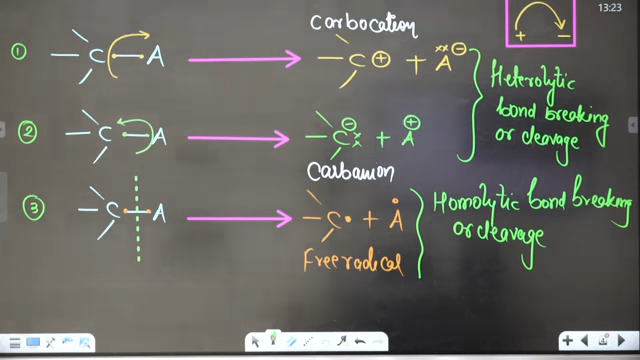 13:23
Carbocation
+ −
① C A C ⊕ + A ×× ⊖
Heterolytic
bond breaking
or cleavage
② C A C ⊖ ×× + A ⊕
Carbanion
③ C A C• + A•
Homolytic bond breaking
or cleavage
Free radical